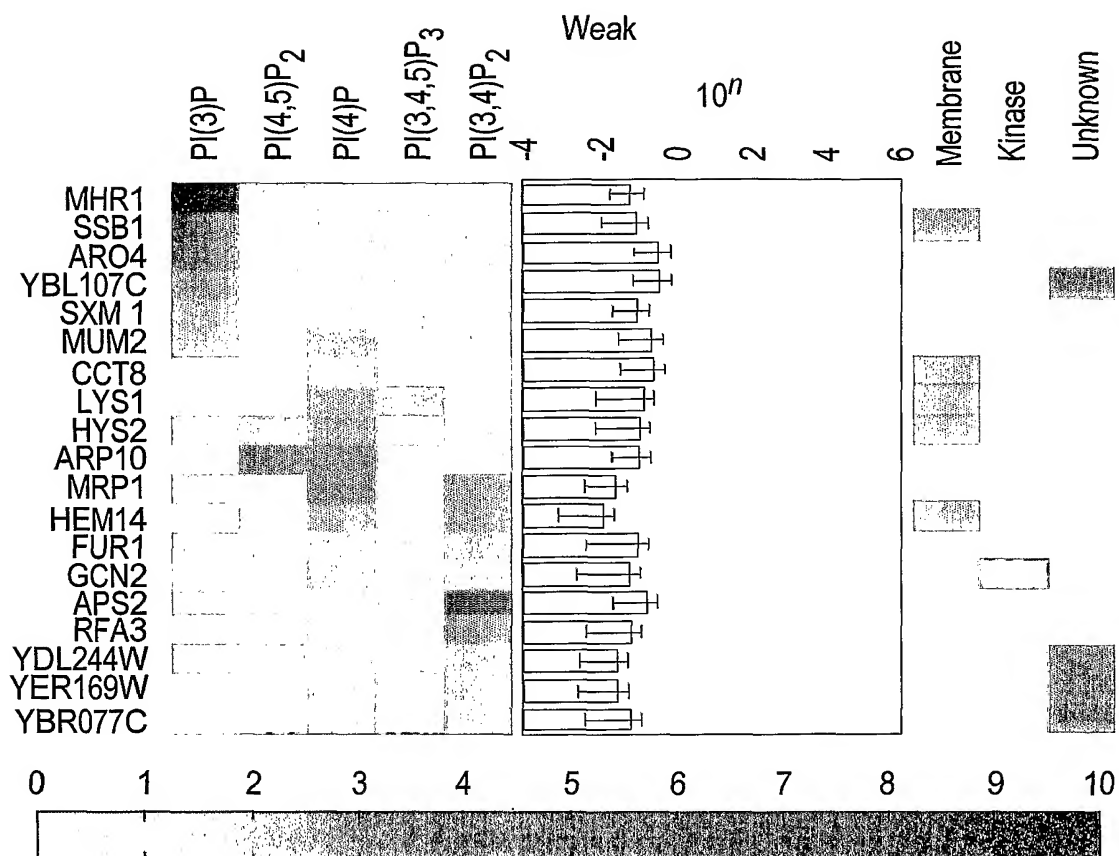 Weak
PI(3)P PI(4,5)P2 PI(4)P PI(3,4,5)P3 PI(3,4)P2 10n Membrane Kinase Unknown
-4 -2 0 2 4 6
MHR1
SSB1
ARO4
YBL107C
SXM 1
MUM2
CCT8
LYS1
HYS2
ARP10
MRP1
HEM14
FUR1
GCN2
APS2
RFA3
YDL244W
YER169W
YBR077C
0 1 2 3 4 5 6 7 8 9 10